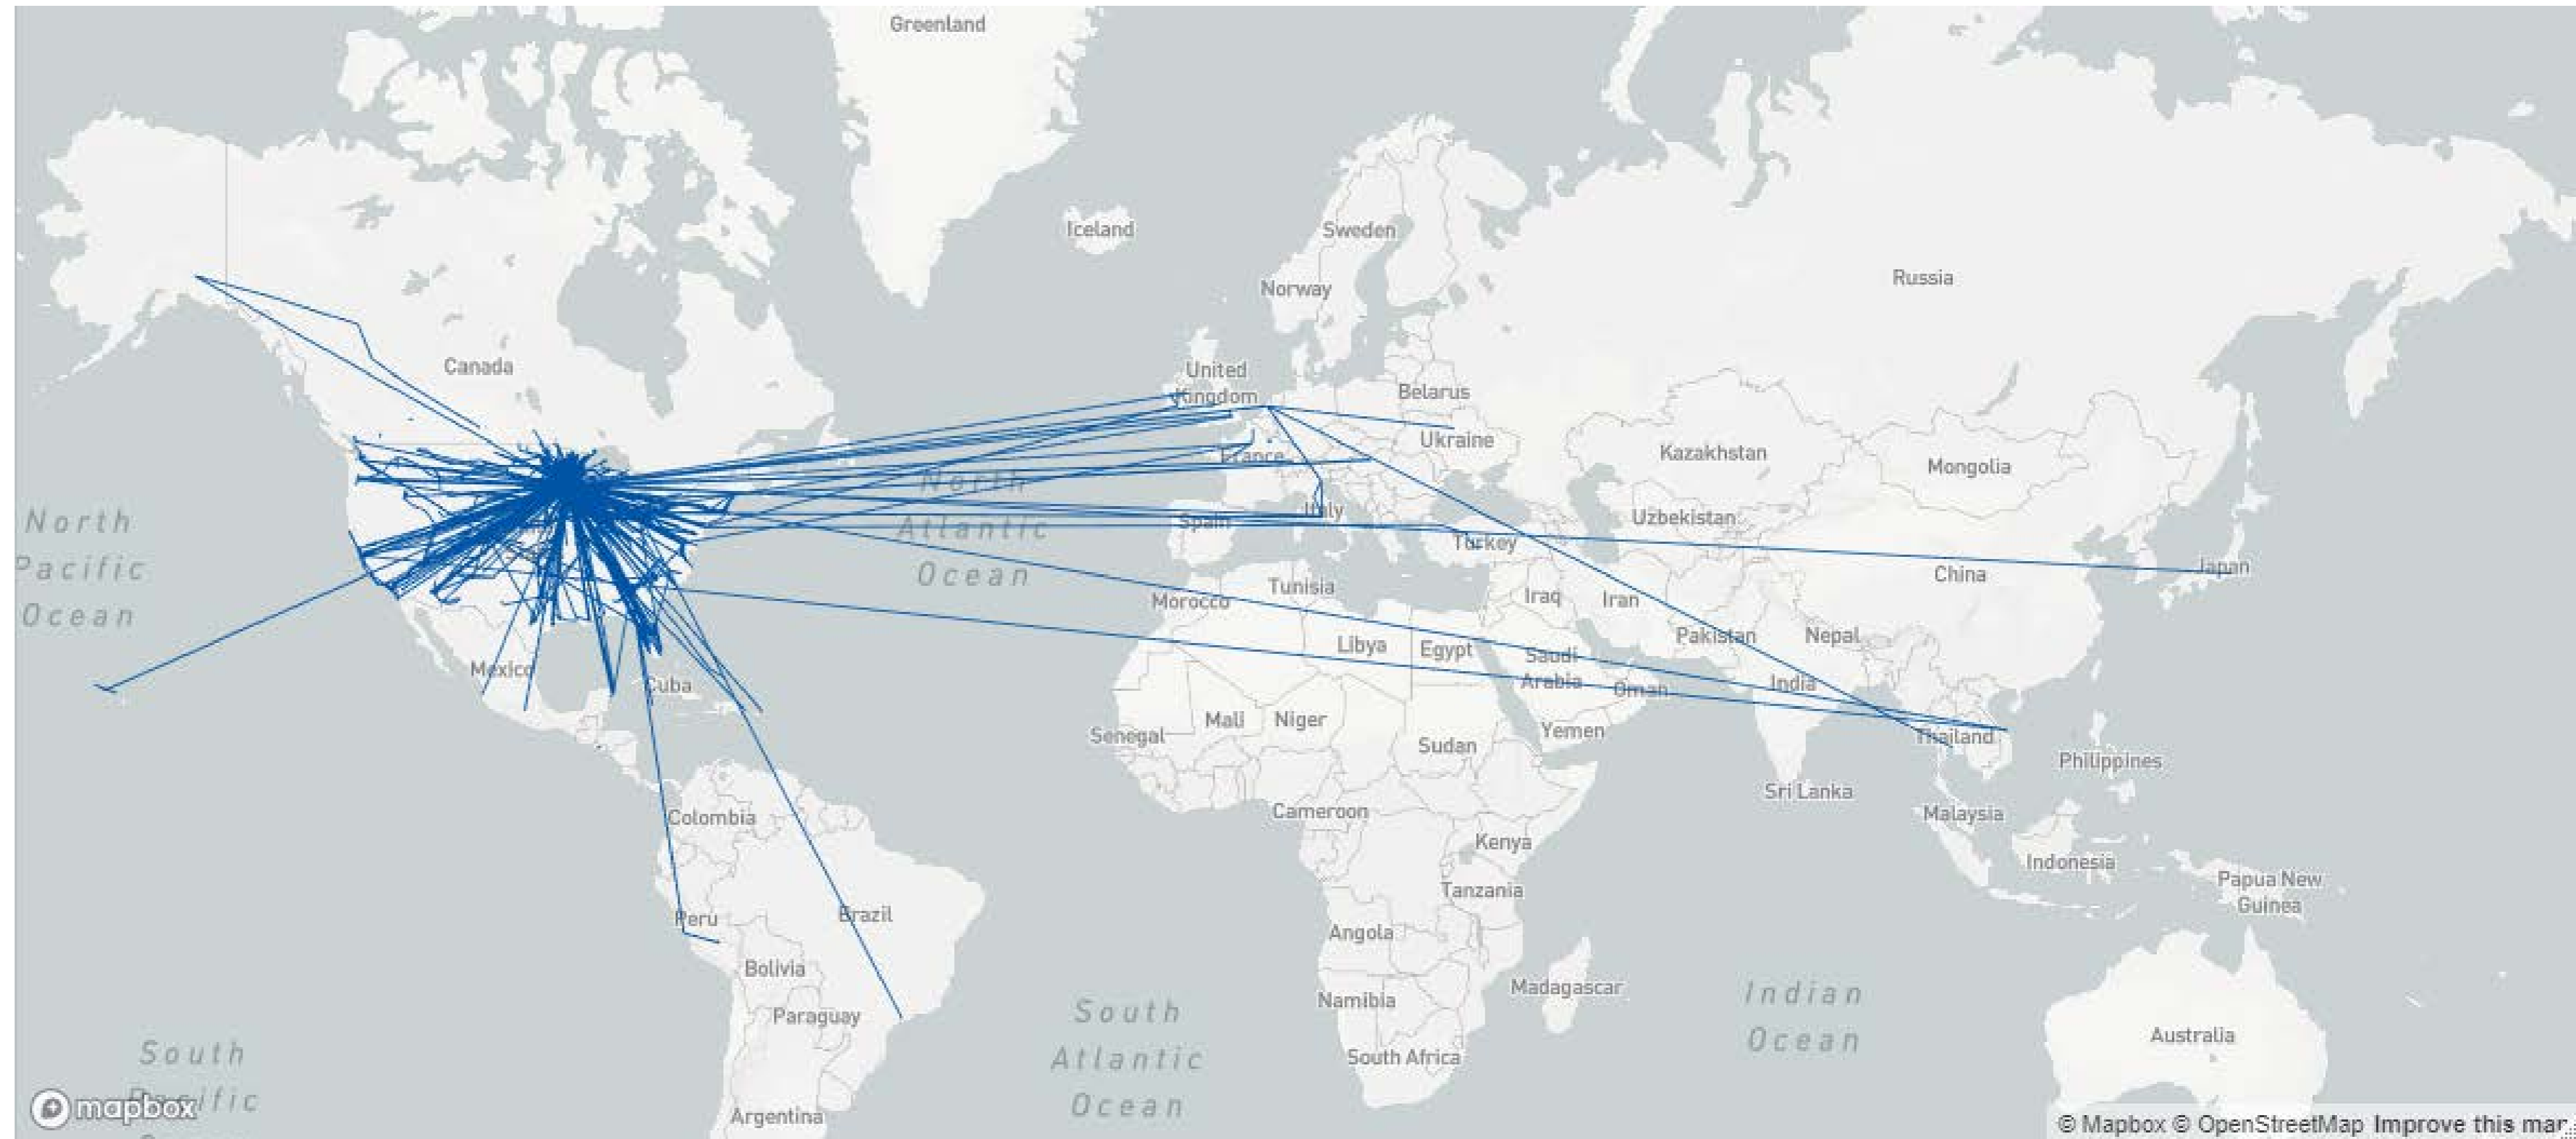 Greenland
Iceland
Sweden
Norway
Russia
Canada
United
Kingdom
Belarus
Ukraine
France
Kazakhstan
Mongolia
North
Atlantic
Ocean
North
Pacific
Ocean
Spain
Italy
Turkey
Uzbekistan
China
Japan
Morocco
Tunisia
Iraq
Iran
Pakistan
Nepal
Libya
Egypt
Saudi
Arabia
Oman
India
Mexico
Cuba
Mali
Niger
Senegal
Sudan
Yemen
Thailand
Philippines
Sri Lanka
Malaysia
Colombia
Cameroon
Kenya
Indonesia
Papua New
Guinea
Tanzania
Peru
Brazil
Angola
Bolivia
Madagascar
Namibia
Indian
Ocean
Paraguay
South
Atlantic
Ocean
Australia
South
Pacific
South Africa
Argentina
mapbox
© Mapbox © OpenStreetMap Improve this map